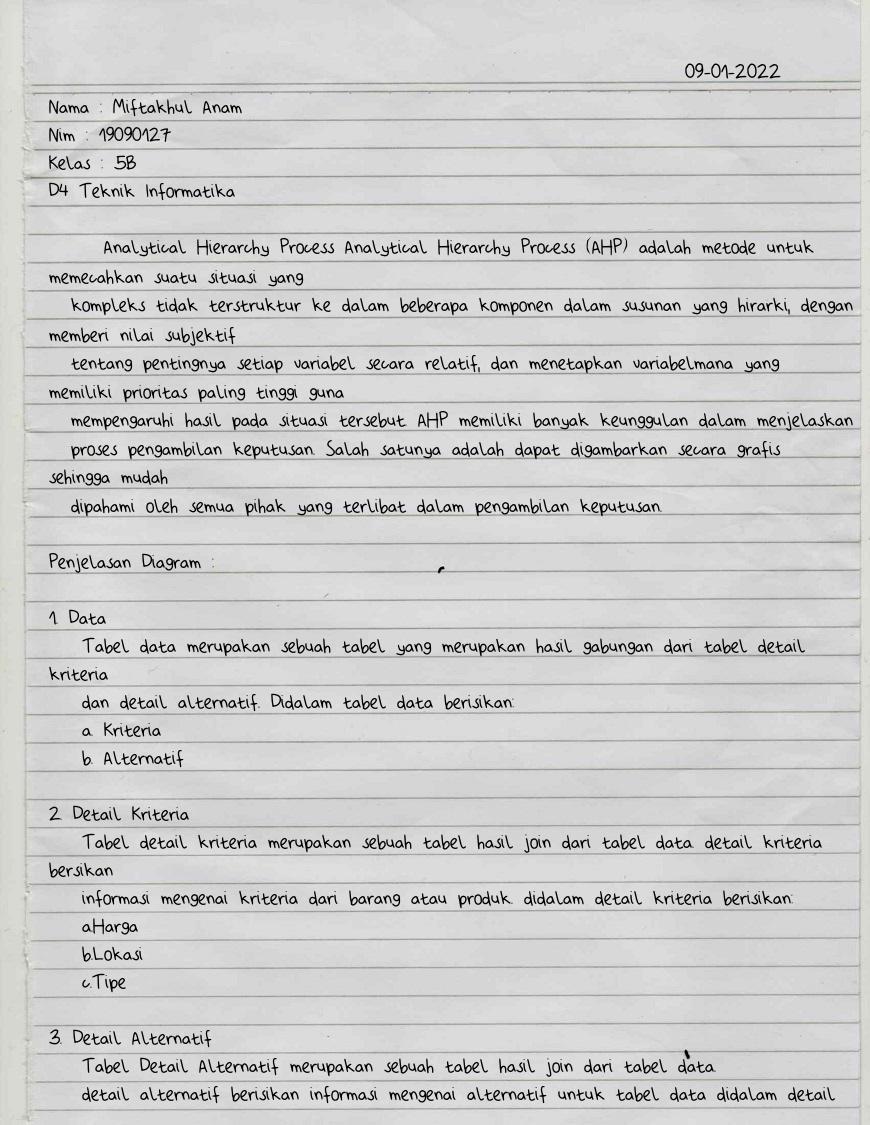 09-01-2022
Nama : Miftakhul Anam
Nim : 19090127
Kelas : 5B
D4 Teknik Informatika
Analytical Hierarchy Process Analytical Hierarchy Process (AHP) adalah metode untuk
memecahkan suatu situasi yang
kompleks tidak terstruktur ke dalam beberapa komponen dalam susunan yang hirarki, dengan
memberi nilai subjektif
tentang pentingnya setiap variabel secara relatif, dan menetapkan variabelmana yang
memiliki prioritas paling tinggi guna
mempengaruhi hasil pada situasi tersebut AHP memiliki banyak keunggulan dalam menjelaskan
proses pengambilan keputusan. Salah satunya adalah dapat digambarkan secara grafis
sehingga mudah
dipahami oleh semua pihak yang terlibat dalam pengambilan keputusan.
Penjelasan Diagram :
1 Data
Tabel data merupakan sebuah tabel yang merupakan hasil gabungan dari tabel detail
kriteria
dan detail alternatif. Didalam tabel data berisikan:
a. Kriteria
b. Alternatif
2 Detail Kriteria
Tabel detail kriteria merupakan sebuah tabel hasil join dari tabel data. detail kriteria
bersikan
informasi mengenai kriteria dari barang atau produk. didalam detail kriteria berisikan:
aHarga
b.Lokasi
c.Tipe
3. Detail Alternatif
Tabel Detail Alternatif merupakan sebuah tabel hasil join dari tabel data.
detail alternatif berisikan informasi mengenai alternatif untuk tabel data didalam detail